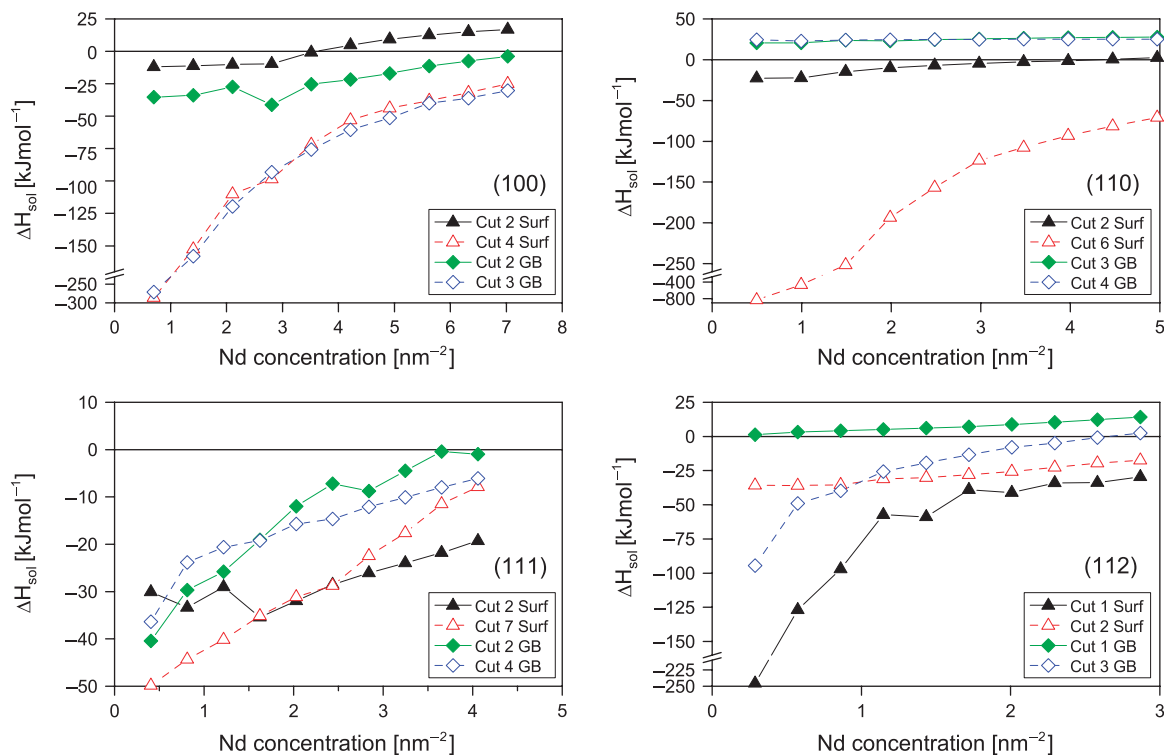 25
0
−25
−50
−75
−100
−125
−150
−250
−300
ΔHsol [kJmol−1]
(100)
Cut 2 Surf
Cut 4 Surf
Cut 2 GB
Cut 3 GB
0 1 2 3 4 5 6 7 8
Nd concentration [nm−2]
50
0
−50
−100
−150
−200
−250
−400
−800
ΔHsol [kJmol−1]
(110)
Cut 2 Surf
Cut 6 Surf
Cut 3 GB
Cut 4 GB
0 1 2 3 4 5
Nd concentration [nm−2]
10
0
−10
−20
−30
−40
−50
ΔHsol [kJmol−1]
(111)
Cut 2 Surf
Cut 7 Surf
Cut 2 GB
Cut 4 GB
0 1 2 3 4 5
Nd concentration [nm−2]
25
0
−25
−50
−75
−100
−125
−150
−225
−250
ΔHsol [kJmol−1]
(112)
Cut 1 Surf
Cut 2 Surf
Cut 1 GB
Cut 3 GB
0 1 2 3
Nd concentration [nm−2]